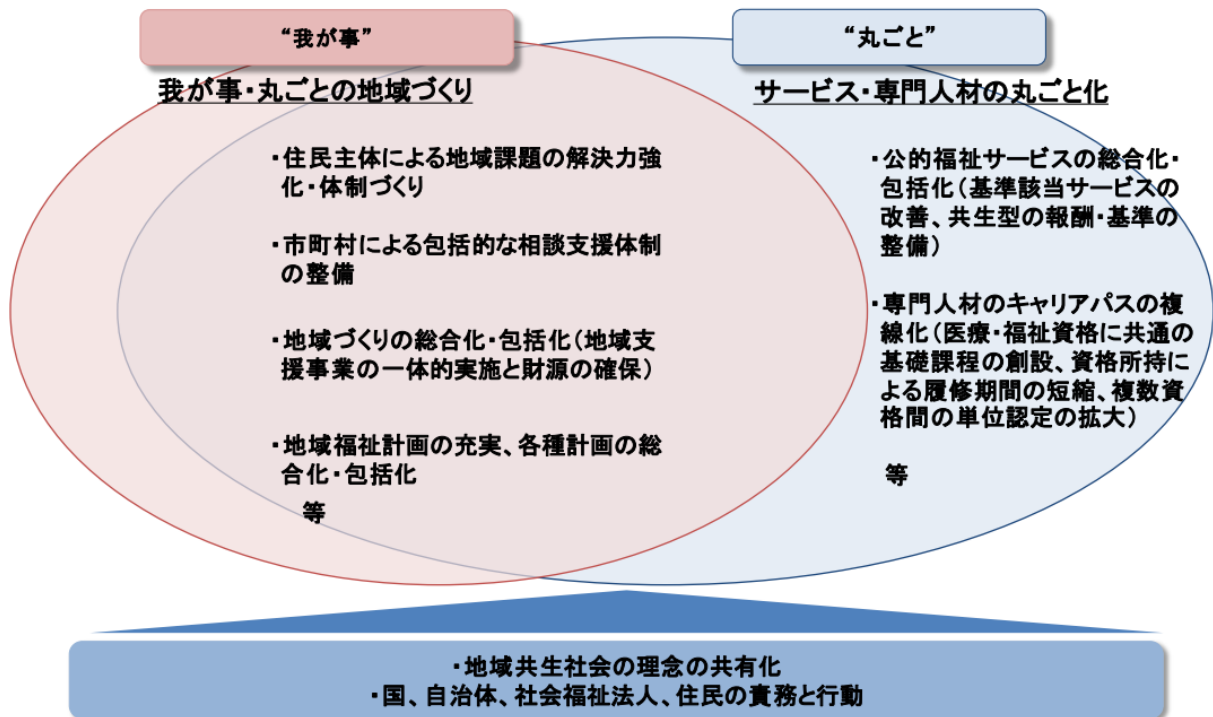 “我が事”
“丸ごと”
我が事・丸ごとの地域づくり
サービス・専門人材の丸ごと化
・住民主体による地域課題の解決力強
化・体制づくり
・市町村による包括的な相談支援体制
の整備
・地域づくりの総合化・包括化（地域支
援事業の一体的実施と財源の確保）
・地域福祉計画の充実、各種計画の総
合化・包括化
等
・公的福祉サービスの総合化・
包括化（基準該当サービスの
改善、共生型の報酬・基準の
整備）
・専門人材のキャリアパスの複
線化（医療・福祉資格に共通の
基礎課程の創設、資格所持に
よる履修期間の短縮、複数資
格間の単位認定の拡大）
等
・地域共生社会の理念の共有化
・国、自治体、社会福祉法人、住民の責務と行動